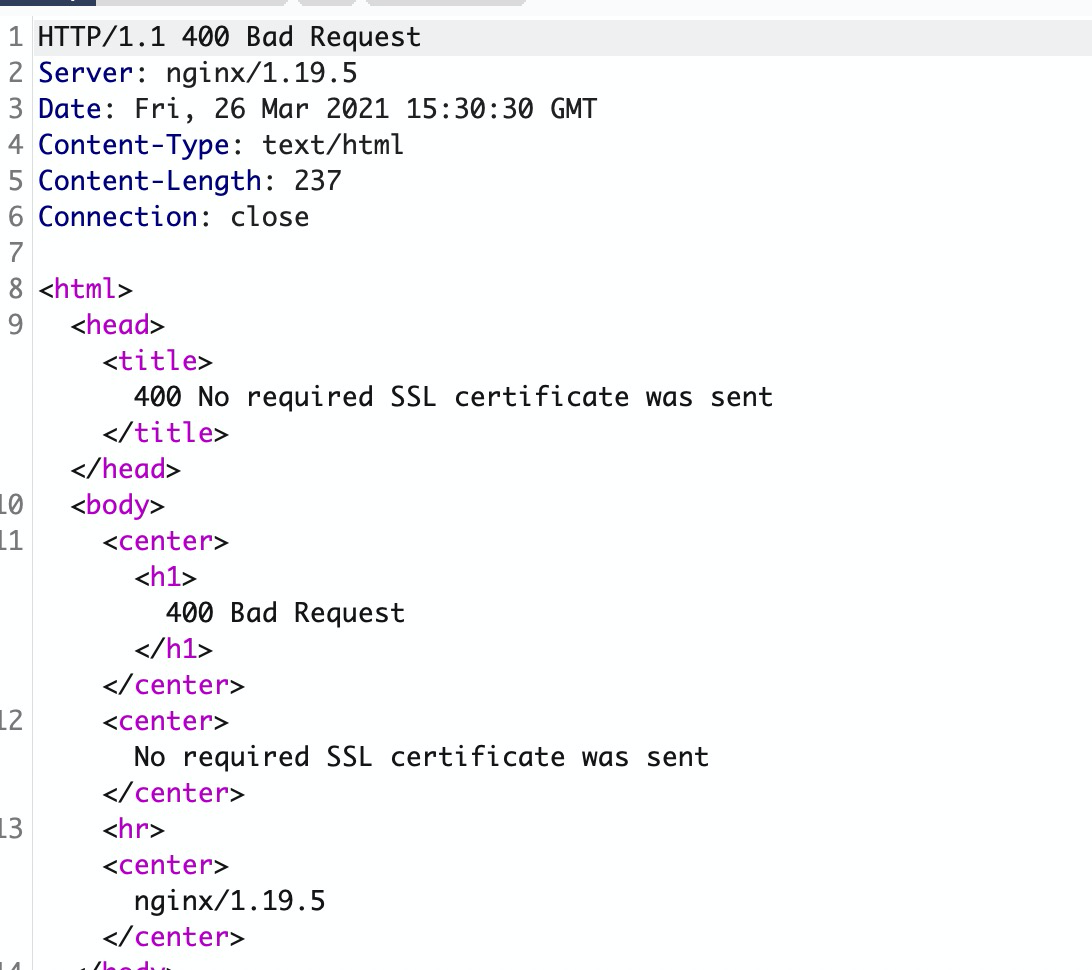 1 HTTP/1.1 400 Bad Request
2 Server: nginx/1.19.5
3 Date: Fri, 26 Mar 2021 15:30:30 GMT
4 Content-Type: text/html
5 Content-Length: 237
6 Connection: close
7
8 <html>
9 <head>
<title>
400 No required SSL certificate was sent
</title>
</head>
10 <body>
11 <center>
<h1>
400 Bad Request
</h1>
</center>
12 <center>
No required SSL certificate was sent
</center>
13 <hr>
<center>
nginx/1.19.5
</center>
14 </body>